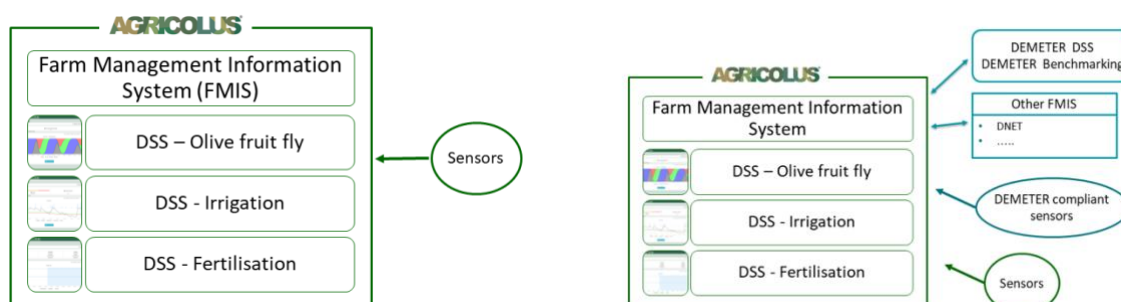 AGRICOLUS
Farm Management Information
System (FMIS)
DSS – Olive fruit fly
DSS - Irrigation
DSS - Fertilisation
Sensors
AGRICOLUS
Farm Management Information
System
DSS – Olive fruit fly
DSS - Irrigation
DSS - Fertilisation
DEMETER DSS
DEMETER Benchmarking
Other FMIS
• DNET
• .....
DEMETER compliant
sensors
Sensors